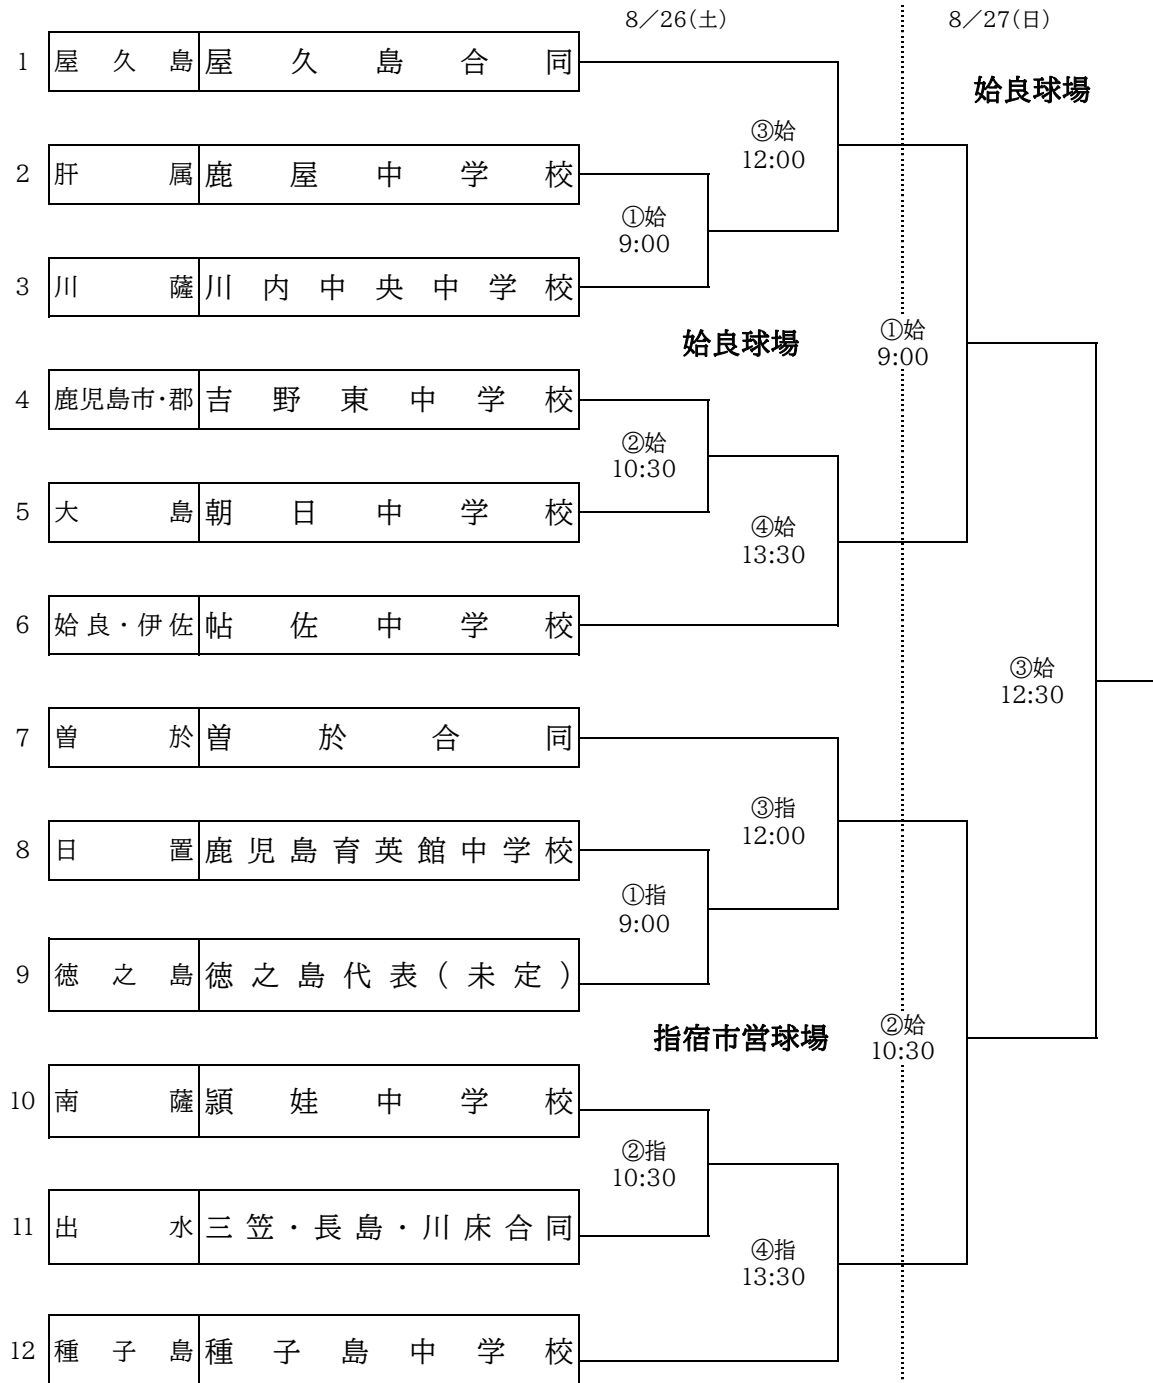 8／26(土)
8／27(日)
1 屋久島 屋久島合同
姶良球場
③姶
12:00
2 肝属 鹿屋中学校
①姶
9:00
3 川薩 川内中央中学校
姶良球場
①姶
9:00
4 鹿児島市・郡 吉野東中学校
②姶
10:30
5 大島 朝日中学校
④姶
13:30
6 姶良・伊佐 帖佐中学校
③姶
12:30
7 曽於 曽於合同
③指
12:00
8 日置 鹿児島育英館中学校
①指
9:00
9 徳之島 徳之島代表(未定)
指宿市営球場
②姶
10:30
10 南薩 頴娃中学校
②指
10:30
11 出水 三笠・長島・川床合同
④指
13:30
12 種子島 種子島中学校